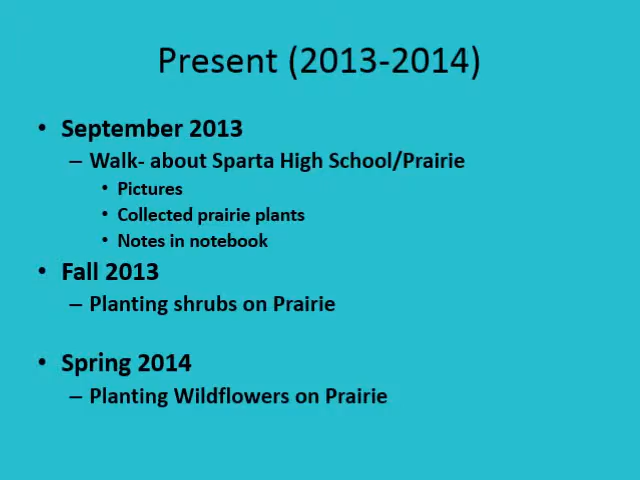 Present (2013-2014)
• September 2013
– Walk- about Sparta High School/Prairie
• Pictures
• Collected prairie plants
• Notes in notebook
• Fall 2013
– Planting shrubs on Prairie
• Spring 2014
– Planting Wildflowers on Prairie